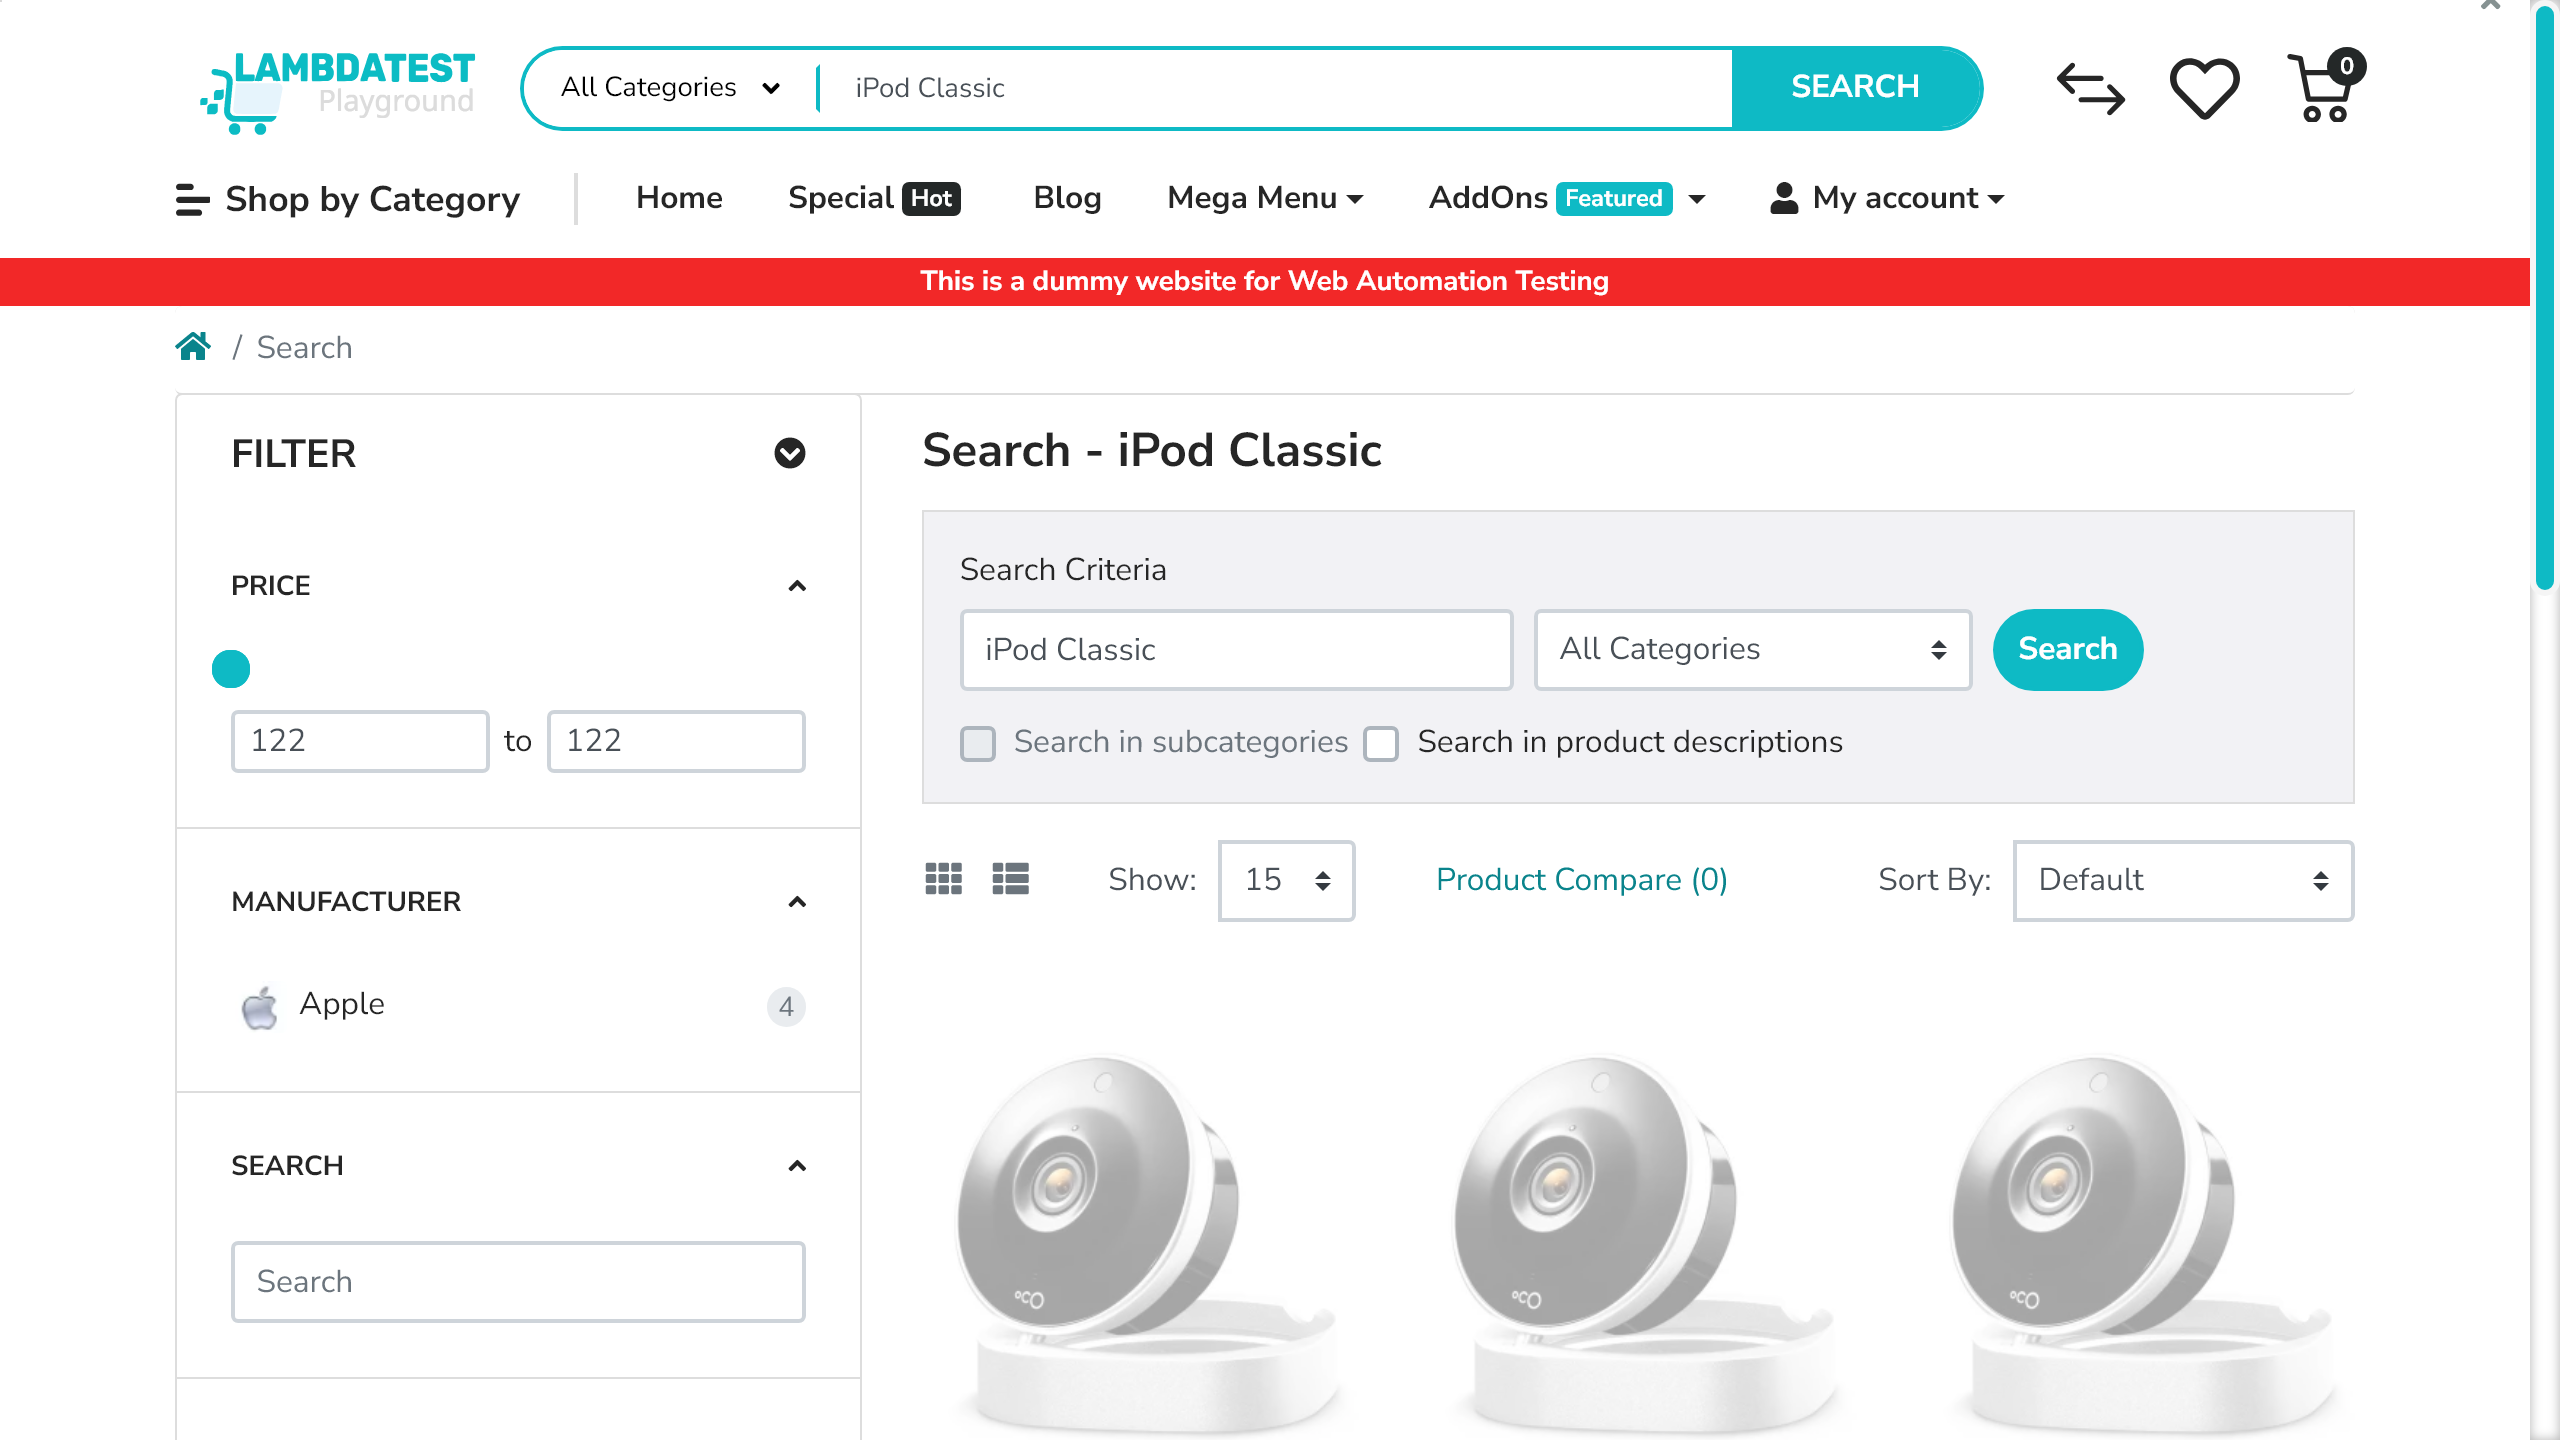 LAMBDATEST
Playground
All Categories
iPod Classic
SEARCH
0
Shop by Category
Home
Special Hot
Blog
Mega Menu
AddOns Featured
My account
This is a dummy website for Web Automation Testing
/ Search
FILTER
PRICE
122 to 122
MANUFACTURER
Apple 4
SEARCH
Search
Search - iPod Classic
Search Criteria
iPod Classic
All Categories
Search
Search in subcategories
Search in product descriptions
Show: 15
Product Compare (0)
Sort By: Default
oco
oco
oco